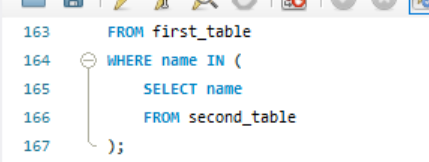 163 FROM first_table
164 WHERE name IN (
165 SELECT name
166 FROM second_table
167 );